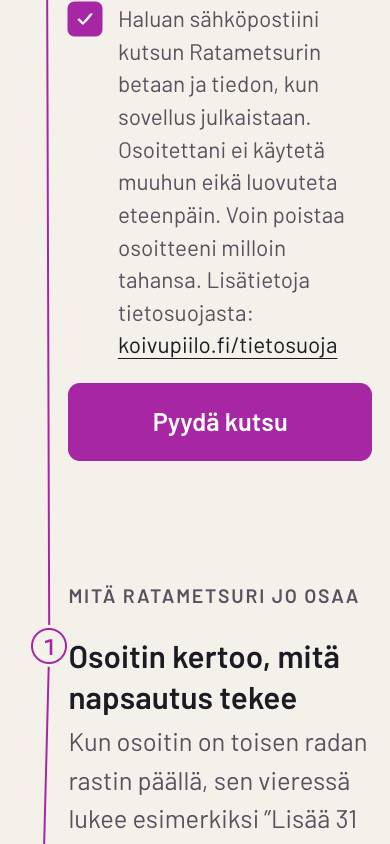 Haluan sähköpostiini
kutsun Ratametsurin
betaan ja tiedon, kun
sovellus julkaistaan.
Osoitettani ei käytetä
muuhun eikä luovuteta
eteenpäin. Voin poistaa
osoitteeni milloin
tahansa. Lisätietoja
tietosuojasta:
koivupiilo.fi/tietosuoja
Pyydä kutsu
MITÄ RATAMETSURI JO OSAA
1
Osoitin kertoo, mitä
napsautus tekee
Kun osoitin on toisen radan
rastin päällä, sen vieressä
lukee esimerkiksi ”Lisää 31